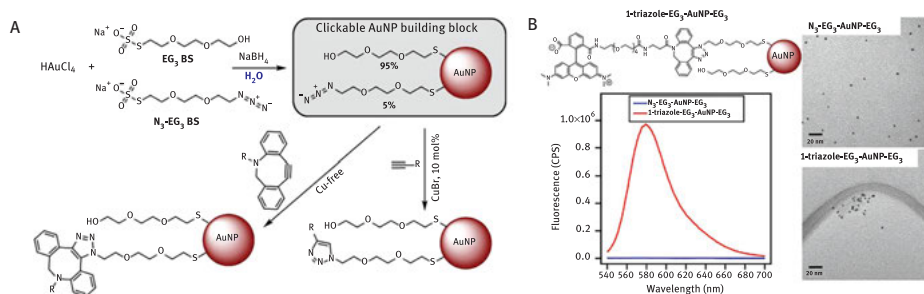 A
Na⊕
EG₃ BS
HAuCl₄ +
NaBH₄
H₂O
Na⊕
N₃-EG₃ BS
Clickable AuNP building block
HO
95%
5%
AuNP
Cu-free
R
CuBr, 10 mol%
R
HO
AuNP
R
HO
AuNP
R
B
1-triazole-EG₃-AuNP-EG₃
HO
AuNP
N₃-EG₃-AuNP-EG₃
20 nm
1-triazole-EG₃-AuNP-EG₃
20 nm
N₃-EG₃-AuNP-EG₃
1-triazole-EG₃-AuNP-EG₃
Fluorescence (CPS)
1.0×10⁶
0.8
0.6
0.4
0.2
0.0
540 560 580 600 620 640 660 680 700
Wavelength (nm)